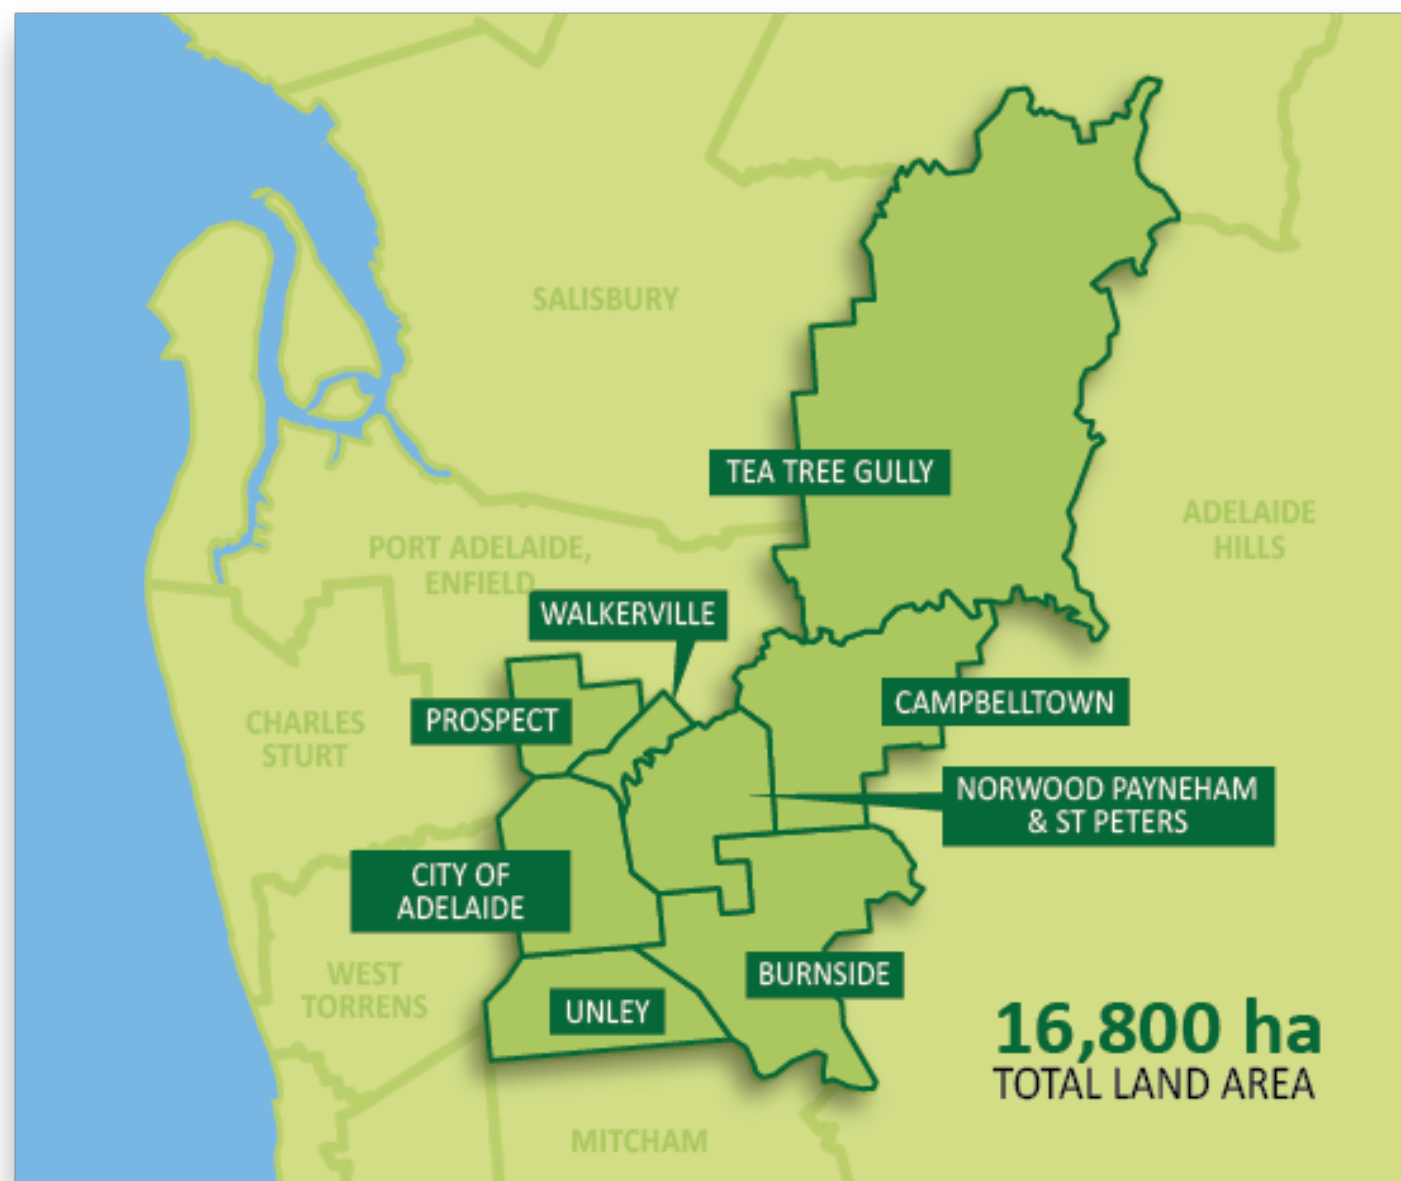 SALISBURY
TEA TREE GULLY
ADELAIDE
HILLS
PORT ADELAIDE,
ENFIELD
WALKERVILLE
PROSPECT
CAMPBELLTOWN
CHARLES
STURT
NORWOOD PAYNEHAM
& ST PETERS
CITY OF
ADELAIDE
WEST
TORRENS
BURNSIDE
UNLEY
16,800 ha
TOTAL LAND AREA
MITCHAM